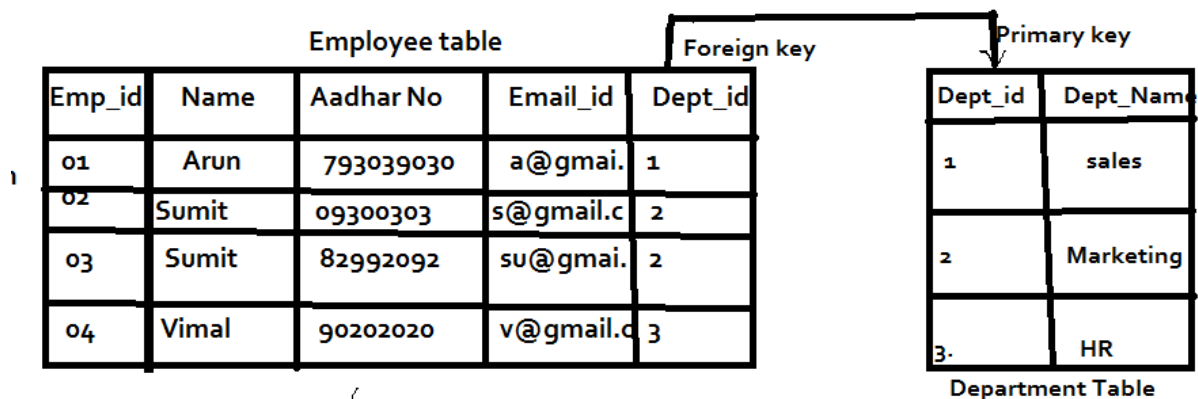 Employee table
Foreign key
Primary key
Emp_id Name Aadhar No Email_id Dept_id
01 Arun 793039030 a@gmai. 1
02 Sumit 09300303 s@gmail.c 2
03 Sumit 82992092 su@gmai. 2
04 Vimal 90202020 v@gmail.c 3
Dept_id Dept_Name
1 sales
2 Marketing
3. HR
Department Table